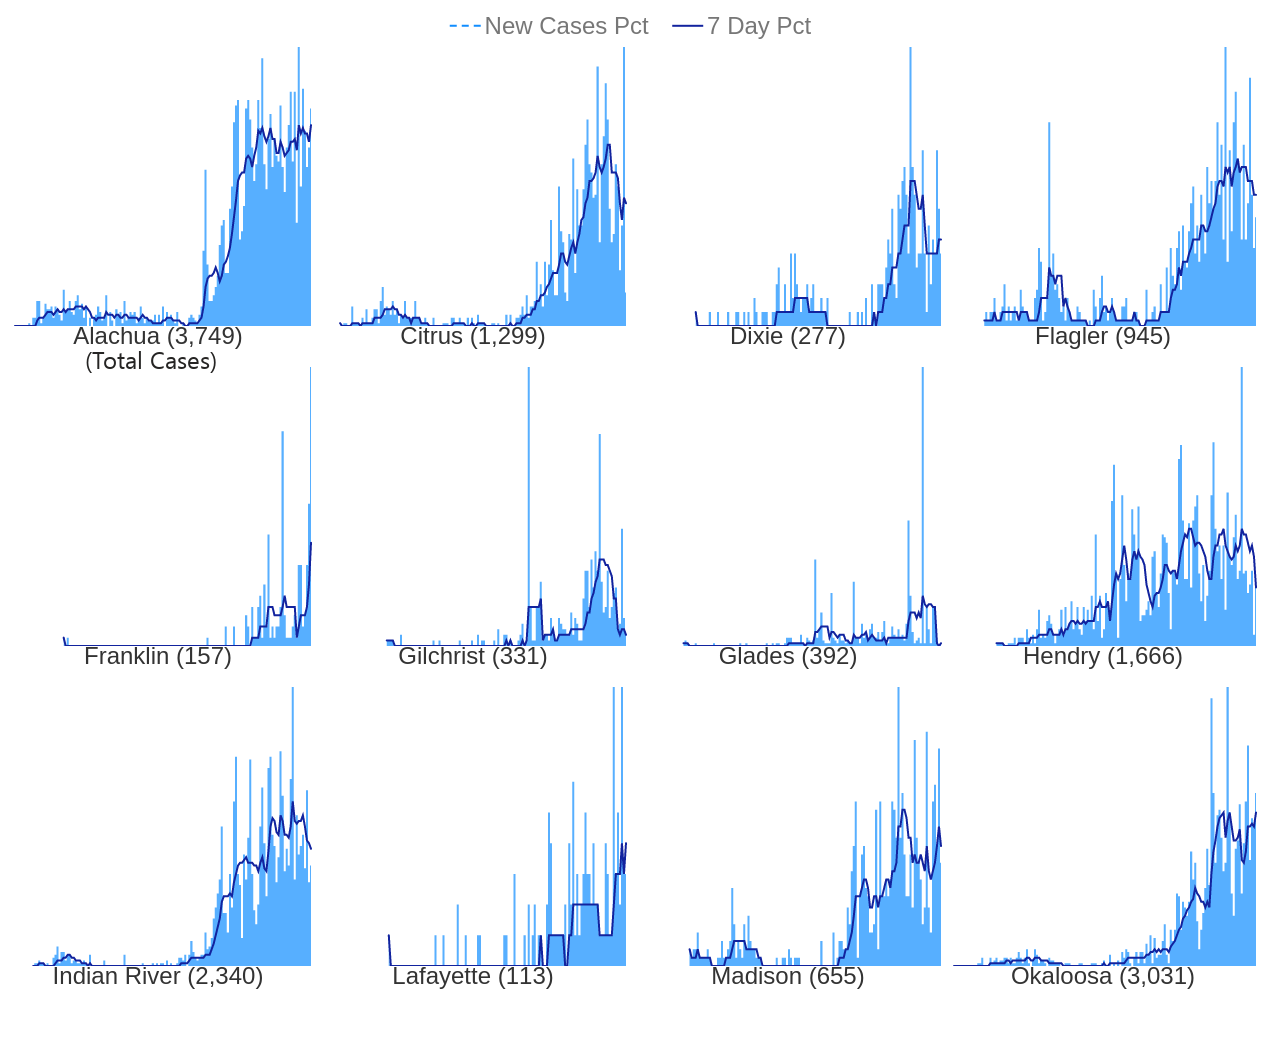 New Cases Pct 7 Day Pct
Alachua (3,749) Citrus (1,299) Dixie (277) Flagler (945)
(Total Cases)
Franklin (157) Gilchrist (331) Glades (392) Hendry (1,666)
Indian River (2,340) Lafayette (113) Madison (655) Okaloosa (3,031)